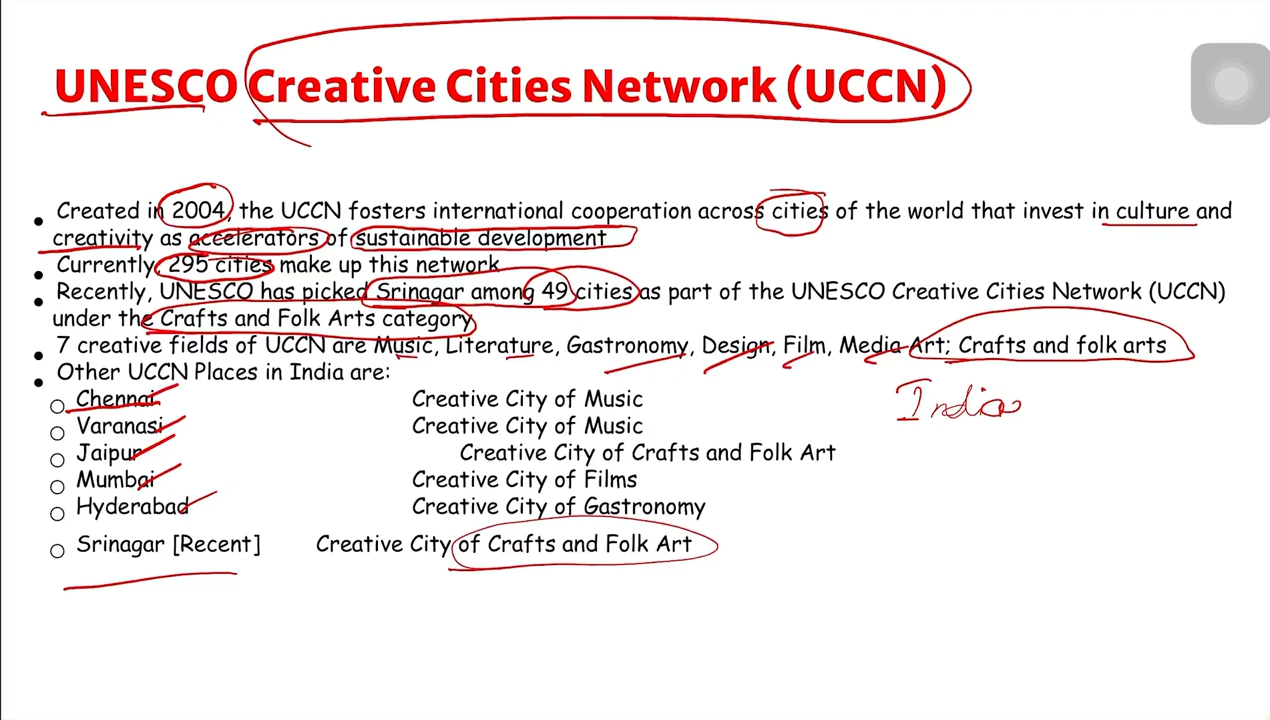 UNESCO Creative Cities Network (UCCN)
• Created in 2004, the UCCN fosters international cooperation across cities of the world that invest in culture and
creativity as accelerators of sustainable development
• Currently, 295 cities make up this network
• Recently, UNESCO has picked Srinagar among 49 cities as part of the UNESCO Creative Cities Network (UCCN)
under the Crafts and Folk Arts category
• 7 creative fields of UCCN are Music, Literature, Gastronomy, Design, Film, Media Art; Crafts and folk arts
• Other UCCN Places in India are:
○ Chennai Creative City of Music
India
○ Varanasi Creative City of Music
○ Jaipur Creative City of Crafts and Folk Art
○ Mumbai Creative City of Films
○ Hyderabad Creative City of Gastronomy
○ Srinagar [Recent] Creative City of Crafts and Folk Art